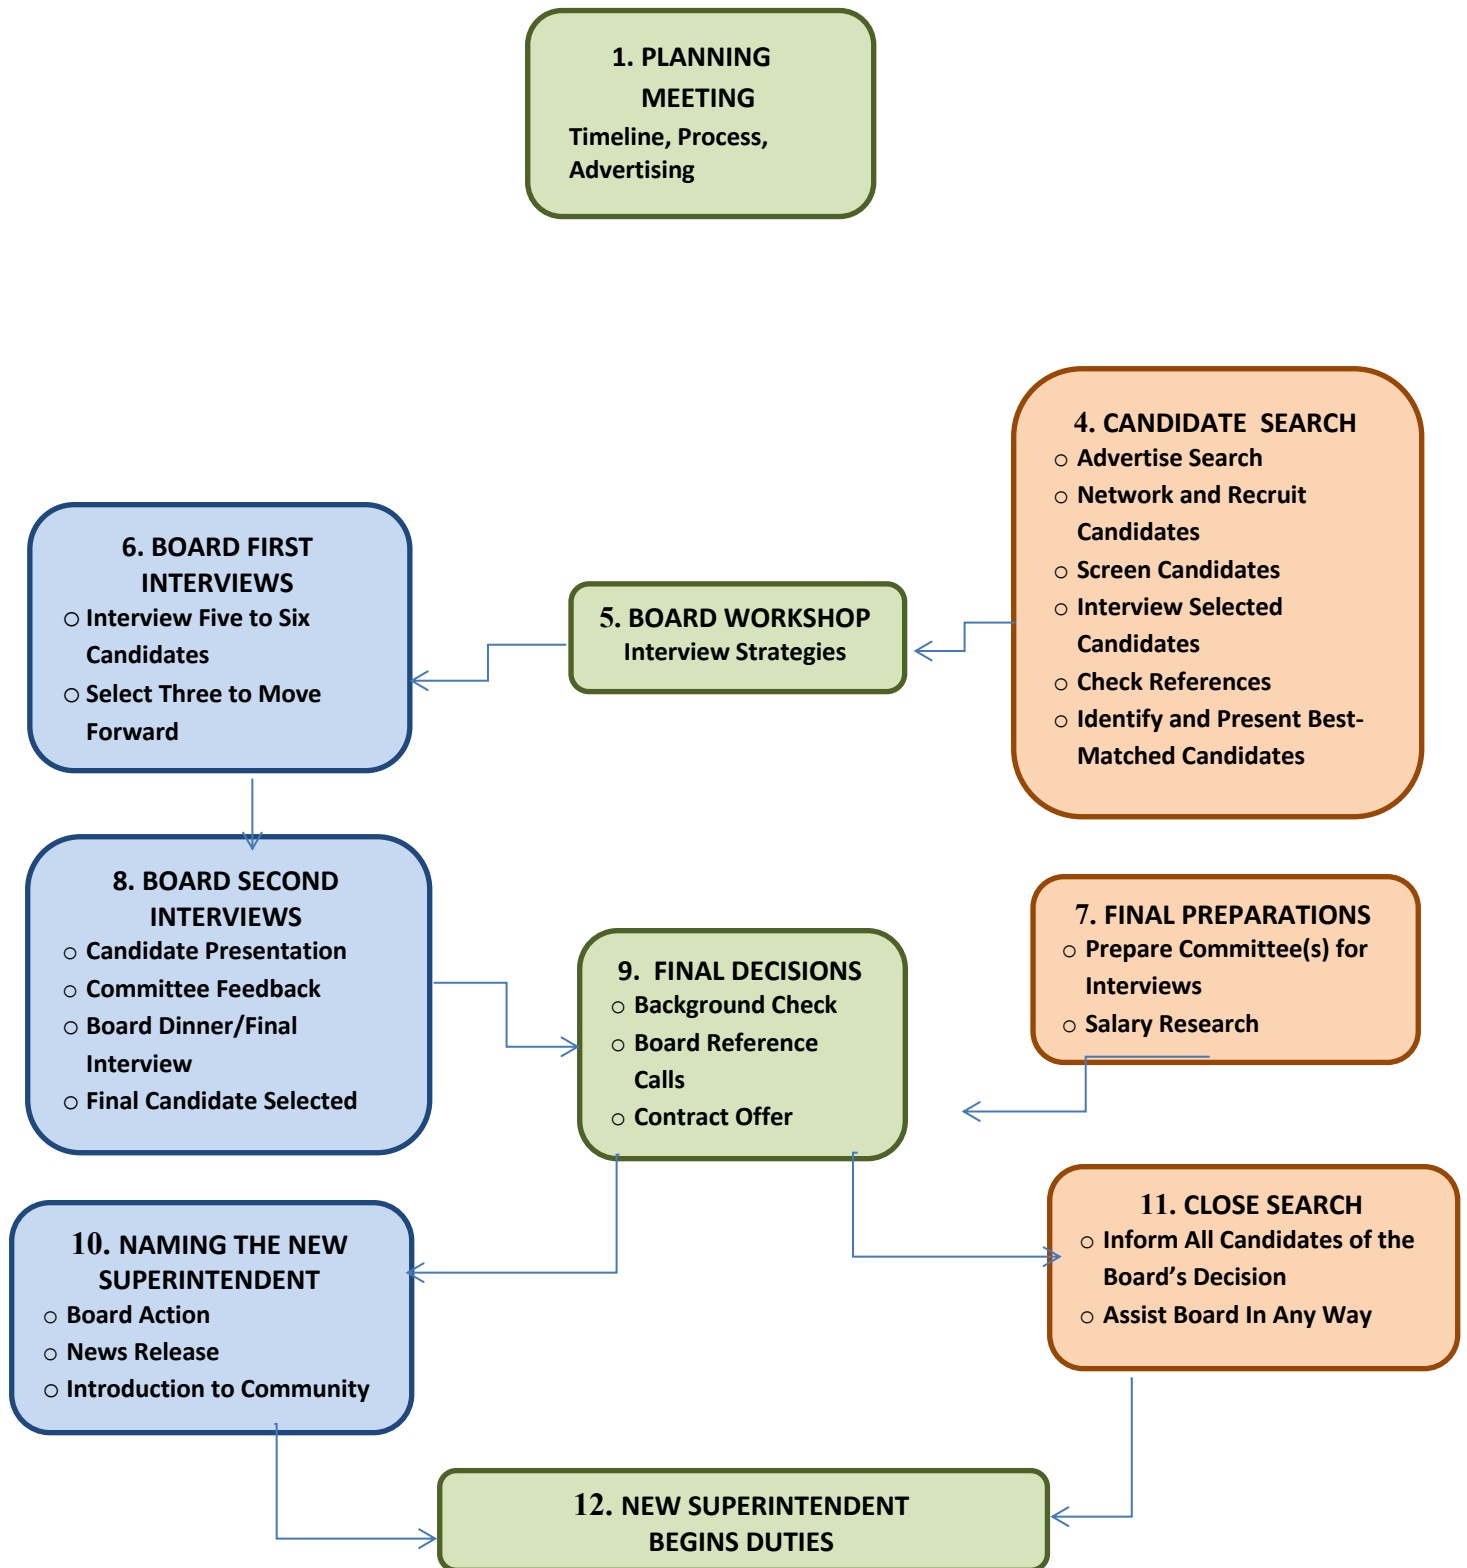 1. PLANNING
MEETING
Timeline, Process,
Advertising
4. CANDIDATE SEARCH
o Advertise Search
o Network and Recruit
Candidates
o Screen Candidates
o Interview Selected
Candidates
o Check References
o Identify and Present Best-
Matched Candidates
5. BOARD WORKSHOP
Interview Strategies
6. BOARD FIRST
INTERVIEWS
o Interview Five to Six
Candidates
o Select Three to Move
Forward
7. FINAL PREPARATIONS
o Prepare Committee(s) for
Interviews
o Salary Research
8. BOARD SECOND
INTERVIEWS
o Candidate Presentation
o Committee Feedback
o Board Dinner/Final
Interview
o Final Candidate Selected
9. FINAL DECISIONS
o Background Check
o Board Reference
Calls
o Contract Offer
10. NAMING THE NEW
SUPERINTENDENT
o Board Action
o News Release
o Introduction to Community
11. CLOSE SEARCH
o Inform All Candidates of the
Board’s Decision
o Assist Board In Any Way
12. NEW SUPERINTENDENT
BEGINS DUTIES